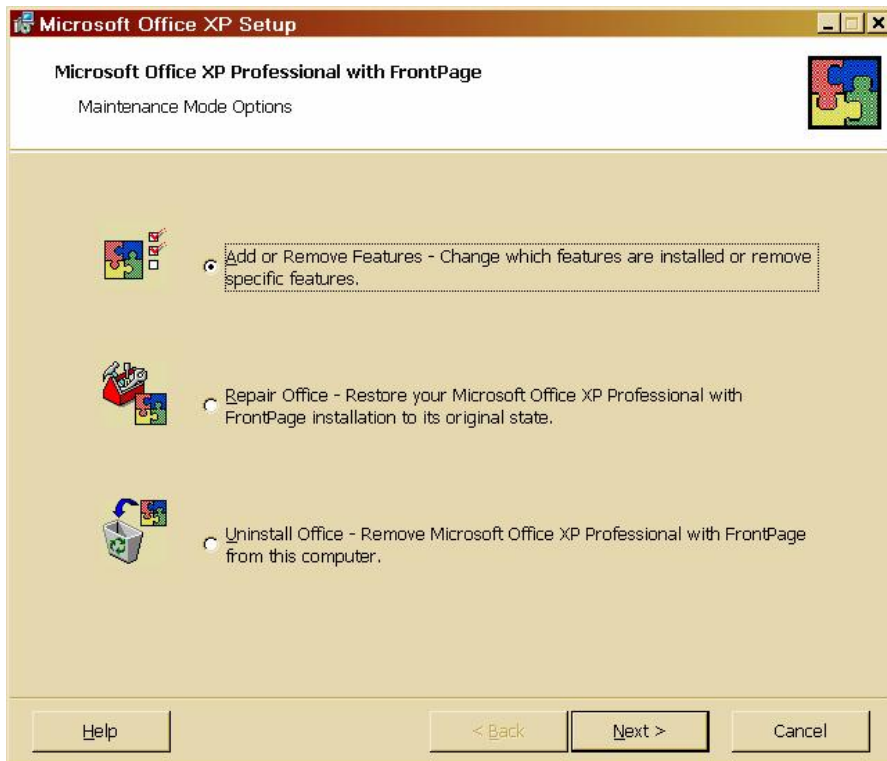 Microsoft Office XP Setup
Microsoft Office XP Professional with FrontPage
Maintenance Mode Options
Add or Remove Features - Change which features are installed or remove
specific features.
Repair Office - Restore your Microsoft Office XP Professional with
FrontPage installation to its original state.
Uninstall Office - Remove Microsoft Office XP Professional with FrontPage
from this computer.
Help
< Back
Next >
Cancel